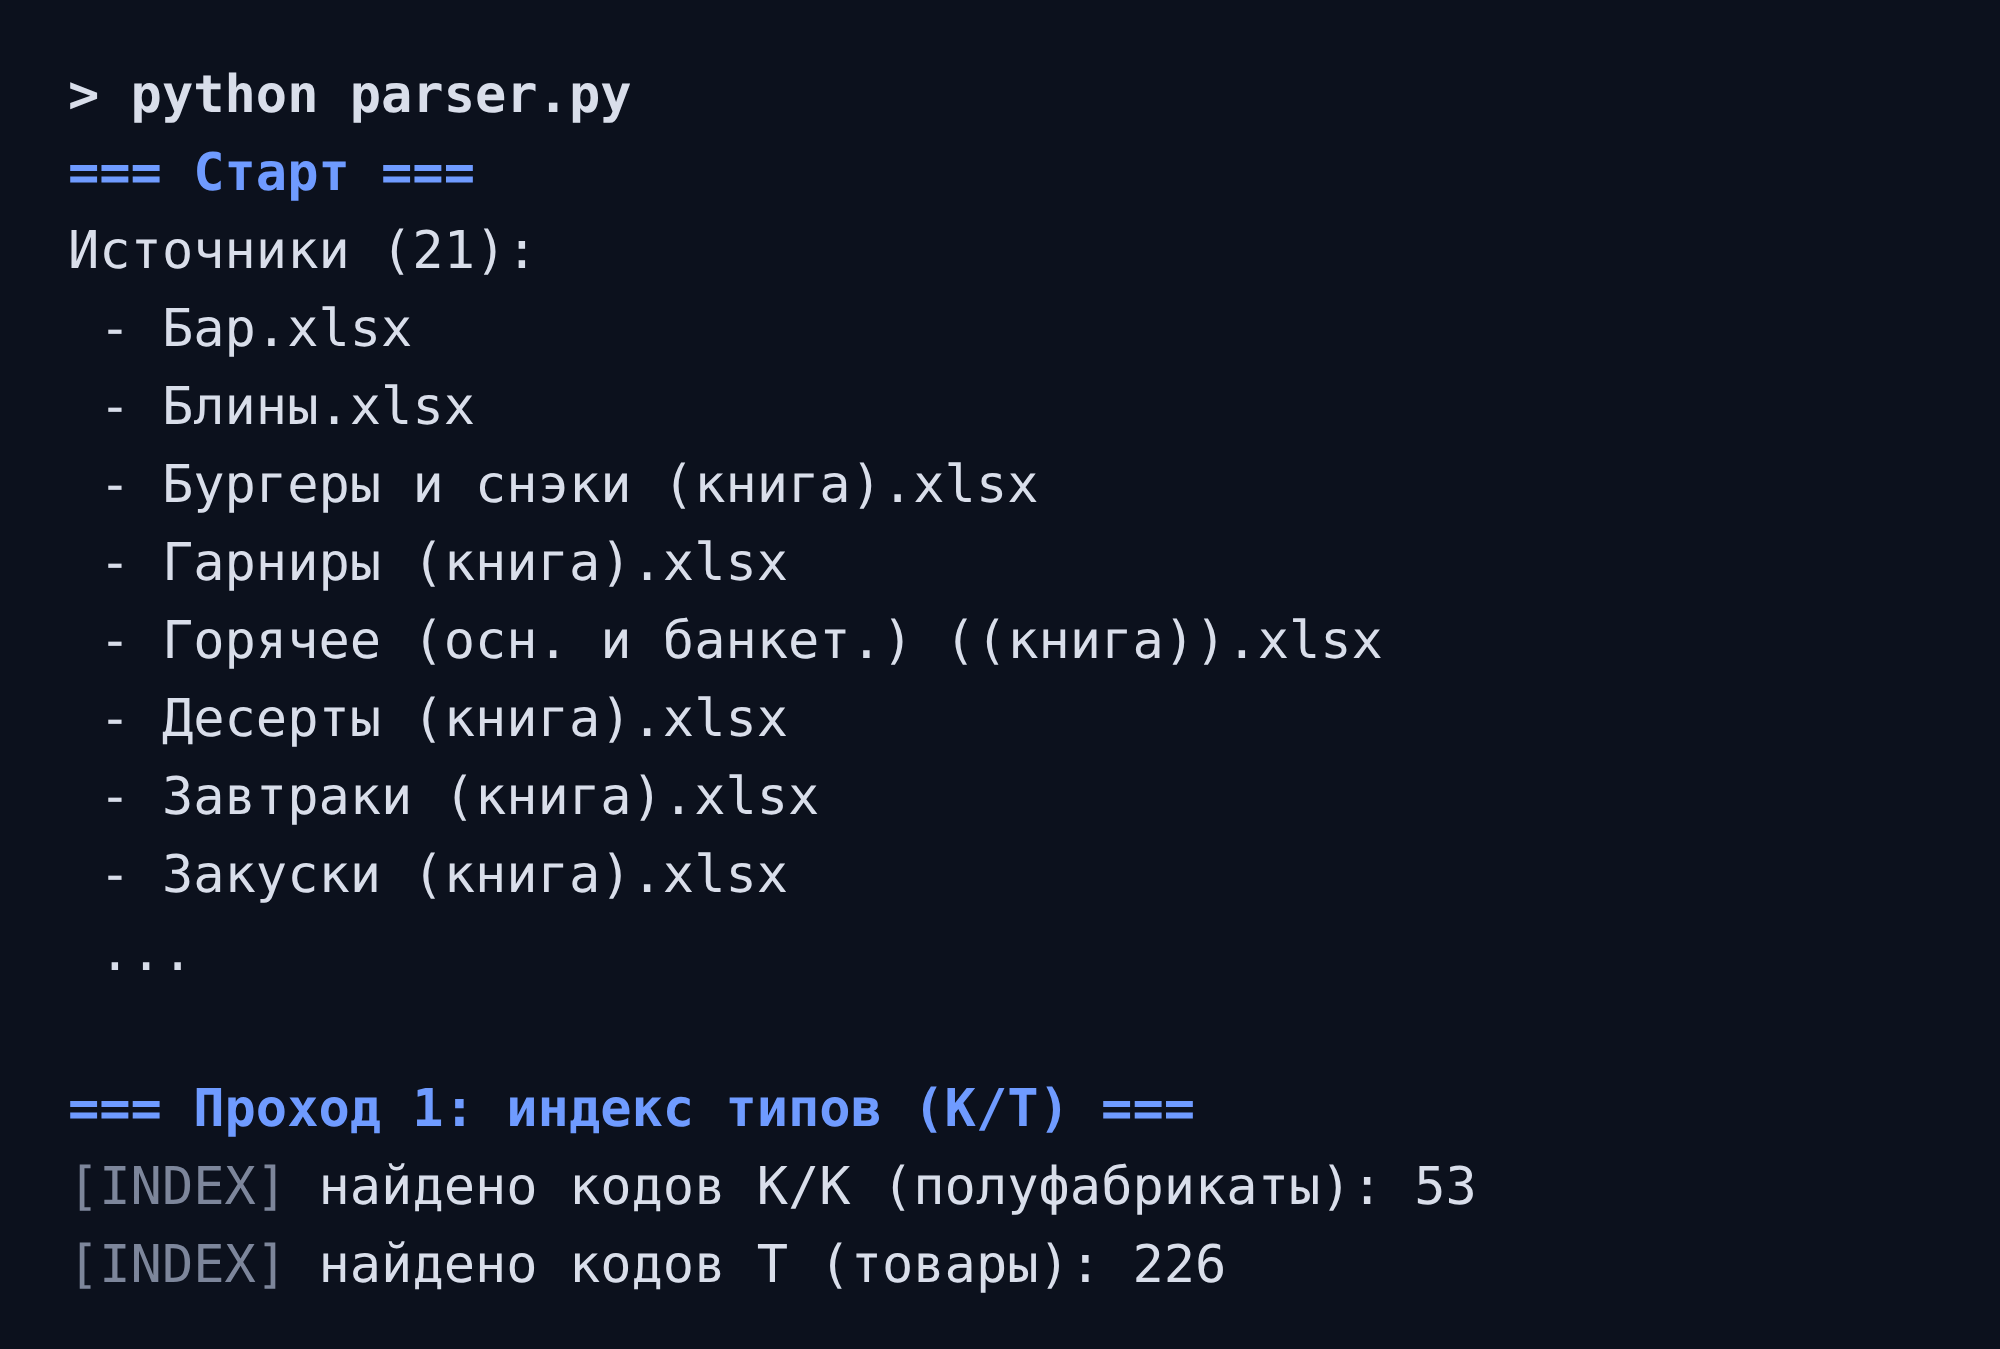 > python parser.py
=== Старт ===
Источники (21):
- Бар.xlsx
- Блины.xlsx
- Бургеры и снэки (книга).xlsx
- Гарниры (книга).xlsx
- Горячее (осн. и банкет.) ((книга)).xlsx
- Десерты (книга).xlsx
- Завтраки (книга).xlsx
- Закуски (книга).xlsx
...
=== Проход 1: индекс типов (К/Т) ===
[INDEX] найдено кодов К/К (полуфабрикаты): 53
[INDEX] найдено кодов Т (товары): 226